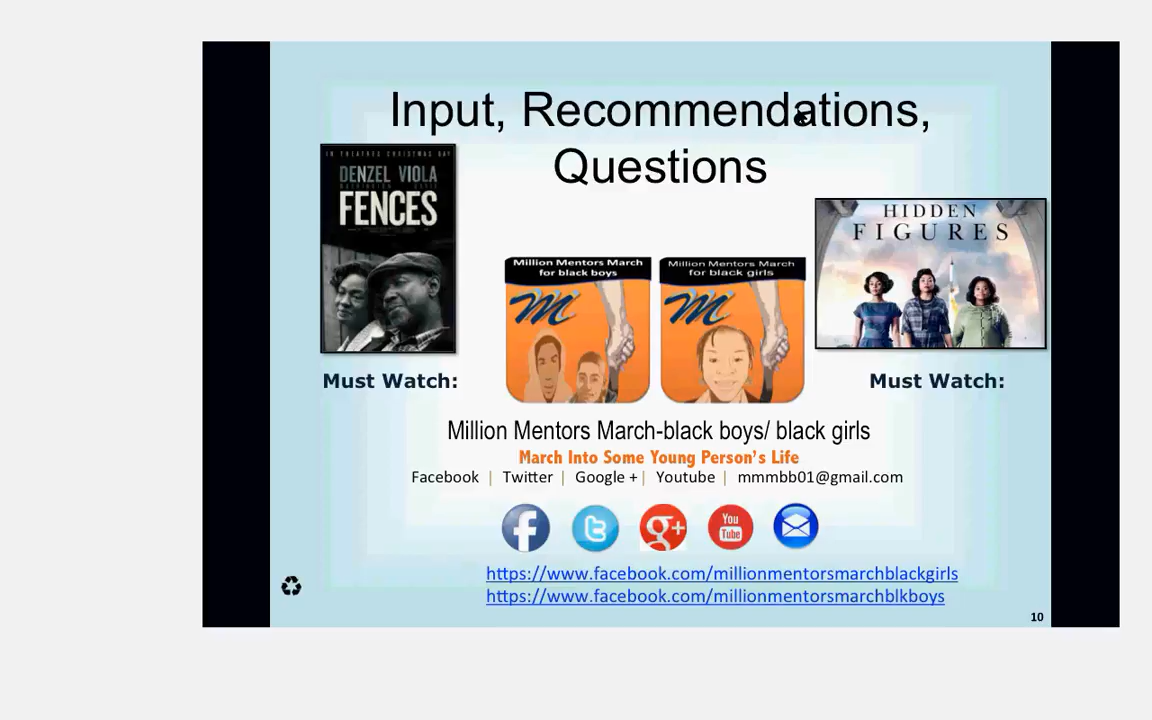 Input, Recommendations,
Questions
IN THEATRES CHRISTMAS DAY
DENZEL VIOLA
FENCES
HIDDEN
FIGURES
Million Mentors March
for black boys
M
Million Mentors March
for black girls
M
Must Watch:
Must Watch:
Million Mentors March-black boys/ black girls
March Into Some Young Person's Life
Facebook | Twitter | Google + | Youtube | mmmbb01@gmail.com
f
t
g+
You
Tube
https://www.facebook.com/millionmentorsmarchblackgirls
https://www.facebook.com/millionmentorsmarchblkboys
10